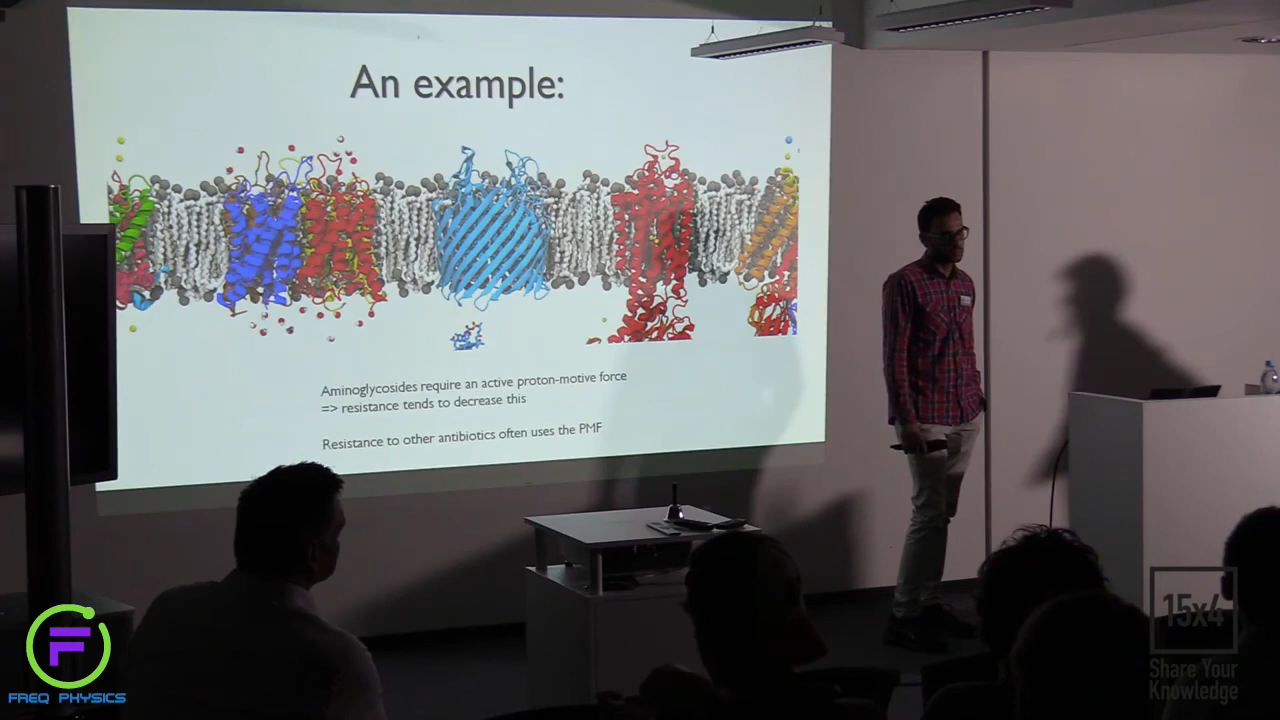 An example:
Aminoglycosides require an active proton-motive force
=> resistance tends to decrease this
Resistance to other antibiotics often uses the PMF
F
FREQ PHYSICS
15x4
Share Your
Knowledge